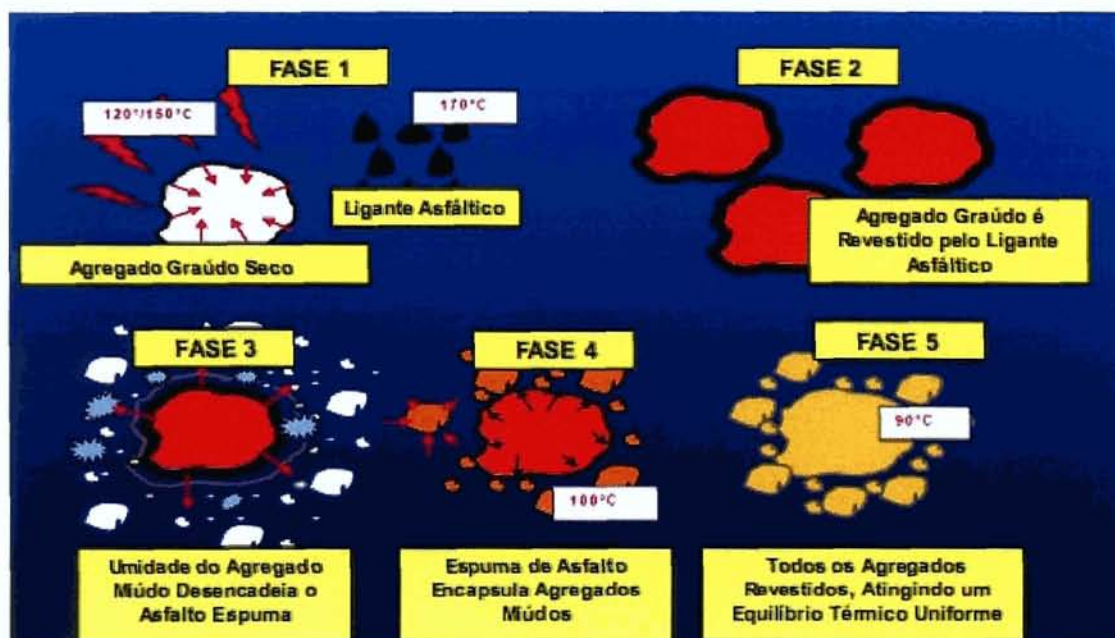 FASE 1
120°/150°C
170°C
Ligante Asfáltico
Agregado Graúdo Seco
FASE 2
Agregado Graúdo é
Revestido pelo Ligante
Asfáltico
FASE 3
Umidade do Agregado
Miúdo Desencadeia o
Asfalto Espuma
FASE 4
100°C
Espuma de Asfalto
Encapsula Agregados
Miúdos
FASE 5
90°C
Todos os Agregados
Revestidos, Atingindo um
Equilíbrio Térmico Uniforme